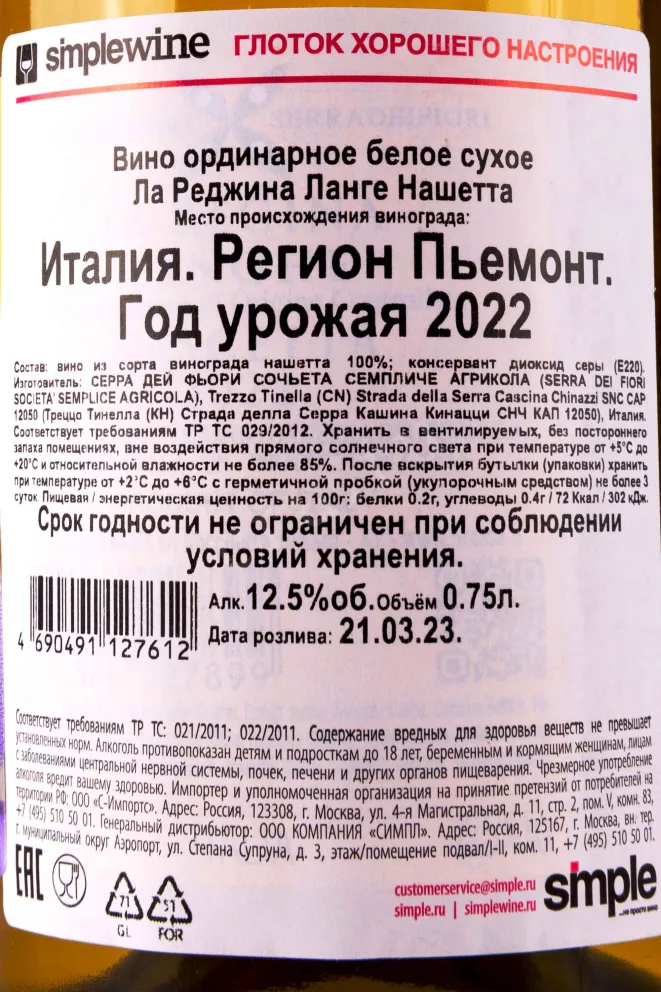 simplewine ГЛОТОК ХОРОШЕГО НАСТРОЕНИЯ
Вино ординарное белое сухое
Ла Реджина Ланге Нашетта
Место происхождения винограда:
Италия. Регион Пьемонт.
Год урожая 2022
Состав: вино из сорта винограда нашетта 100%; консервант диоксид серы (Е220).
Изготовитель: СЕРРА ДЕЙ ФЬОРИ СОЧЬЕТА СЕМПЛИЧЕ АГРИКОЛА (SERRA DEI FIORI
SOCIETA' SEMPLICE AGRICOLA), Trezzo Tinella (CN) Strada della Serra Cascina Chinazzi SNC CAP
12050 (Треццо Тинелла (КН) Страда делла Серра Кашина Кинацци СНЧ КАП 12050), Италия.
Соответствует требованиям ТР ТС 029/2012. Хранить в вентилируемых, без постороннего
запаха помещениях, вне воздействия прямого солнечного света при температуре от +5°С до
+20°С и относительной влажности не более 85%. После вскрытия бутылки (упаковки) хранить
при температуре от +2°С до +6°С с герметичной пробкой (укупорочным средством) не более 3
суток. Пищевая / энергетическая ценность на 100г: белки 0.2г, углеводы 0.4г / 72 Ккал / 302 кДж.
Срок годности не ограничен при соблюдении
условий хранения.
Алк. 12.5%об. Объём 0.75л.
Дата розлива: 21.03.23.
4 690491 127612
Соответствует требованиям ТР ТС: 021/2011; 022/2011. Содержание вредных для здоровья веществ не превышает
установленных норм. Алкоголь противопоказан детям и подросткам до 18 лет, беременным и кормящим женщинам, лицам
с заболеваниями центральной нервной системы, почек, печени и других органов пищеварения. Чрезмерное употребление
алкоголя вредит вашему здоровью. Импортер и уполномоченная организация на принятие претензий от потребителей на
территории РФ: ООО «С-Импортс». Адрес: Россия, 123308, г. Москва, ул. 4-я Магистральная, д. 11, стр. 2, пом. V, комн. 83,
+7 (495) 510 50 01. Генеральный дистрибьютор: ООО КОМПАНИЯ «СИМПЛ». Адрес: Россия, 125167, г. Москва, вн. тер.
г. муниципальный округ Аэропорт, ул. Степана Супруна, д. 3, этаж/помещение подвал/I-II, ком. 11, +7 (495) 510 50 01.
EAC
71
GL
51
FOR
customerservice@simple.ru
simple.ru | simplewine.ru
simple
...не просто вино